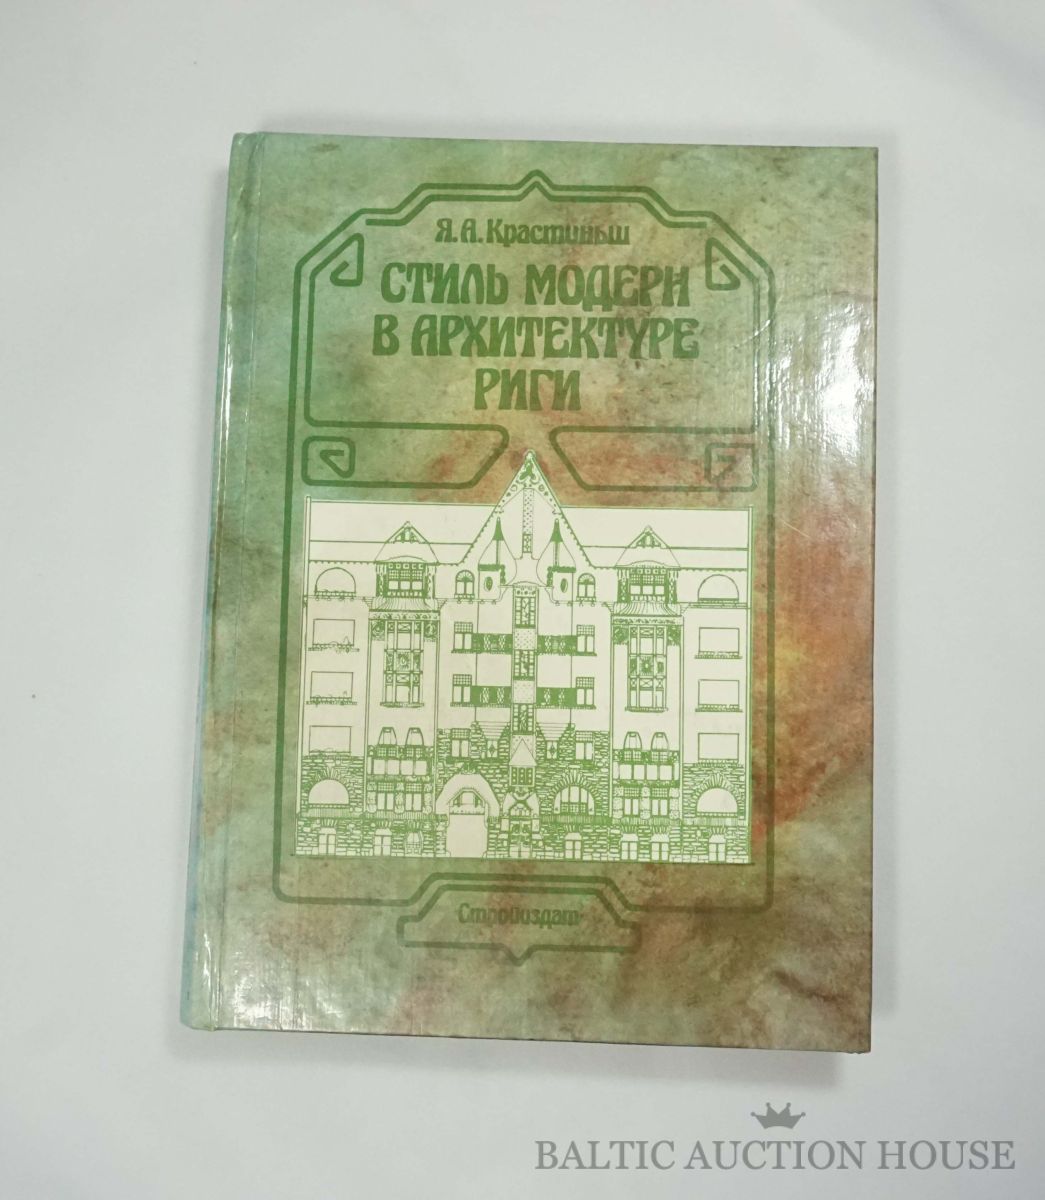 Я. А. Крастиньш
СТИЛЬ МОДЕРН
В АРХИТЕКТУРЕ
РИГИ
Стройиздат
BALTIC AUCTION HOUSE